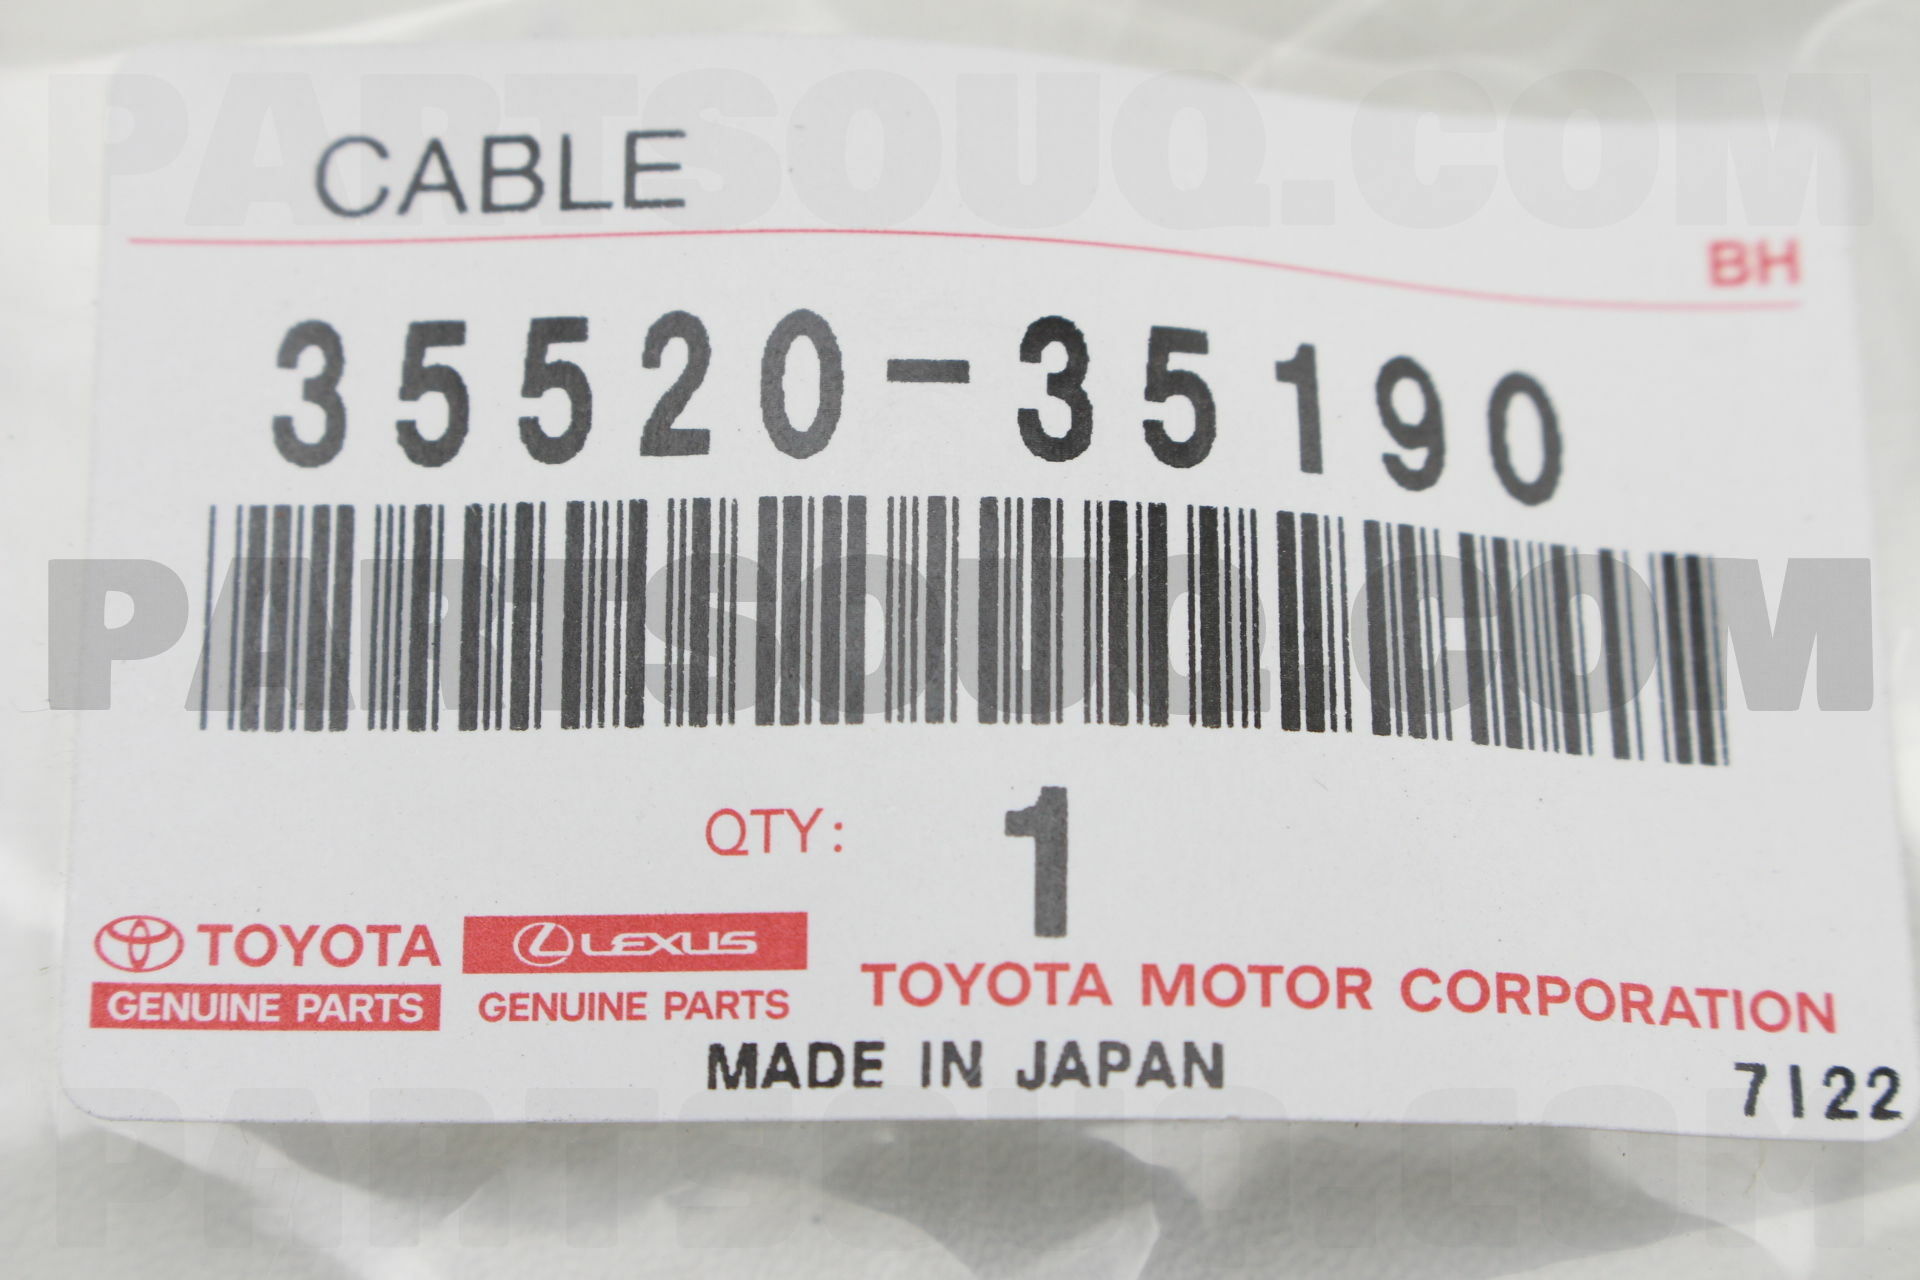 PARTSOUQ.COM
CABLE
BH
35520-35190
PARTSOUQ.COM
QTY: 1
TOYOTA
GENUINE PARTS
LEXUS
GENUINE PARTS
TOYOTA MOTOR CORPORATION
MADE IN JAPAN
7122
PARTSOUQ.COM